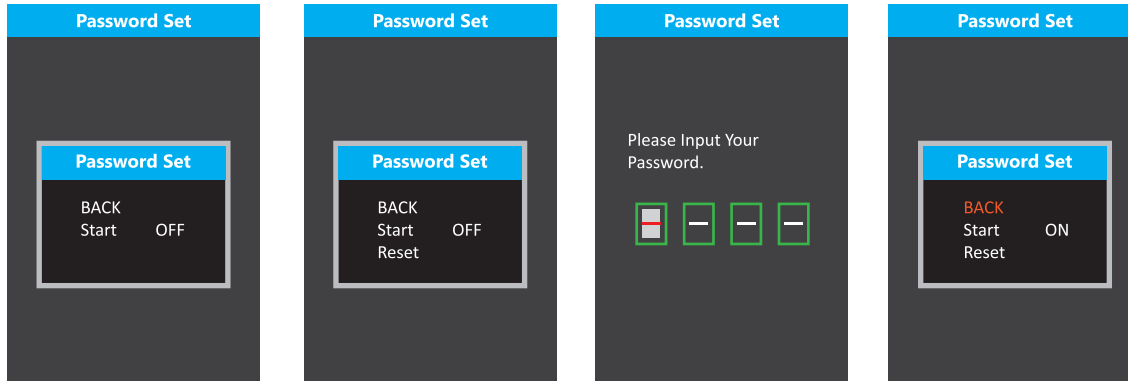 Password Set
Password Set
BACK
Start OFF
Password Set
Password Set
BACK
Start OFF
Reset
Password Set
Please Input Your
Password.
Password Set
Password Set
BACK
Start ON
Reset